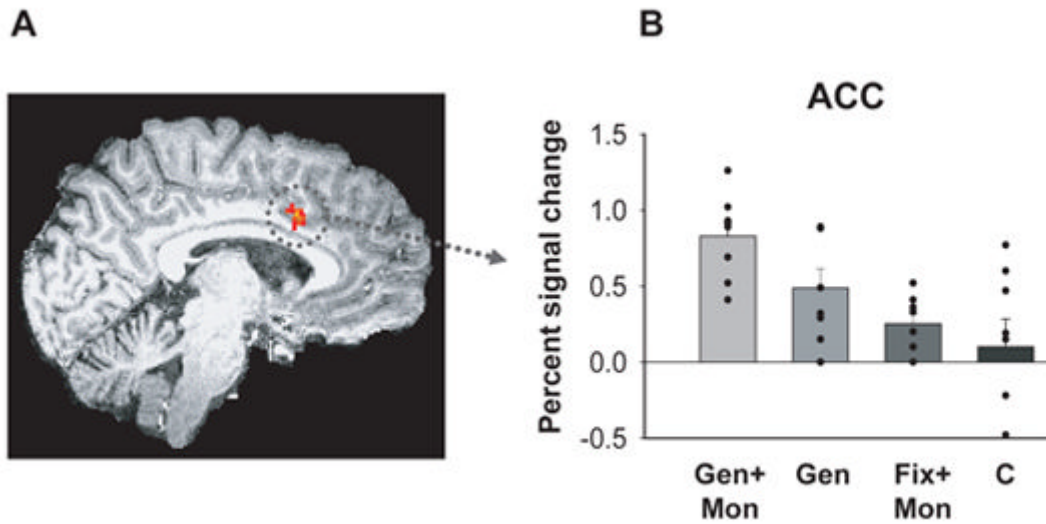 A
B
ACC
Percent signal change
1.5
1.0
0.5
0.0
-0.5
Gen+ Gen Fix+ C
Mon Mon